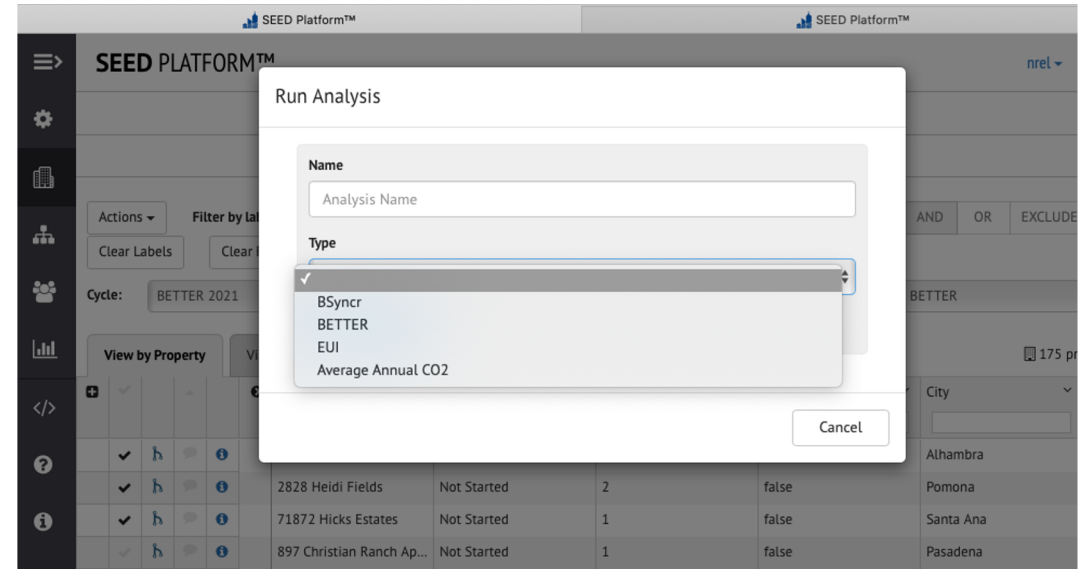 SEED Platform™
SEED Platform™
SEED PLATFORM™
nrel
Run Analysis
Name
Analysis Name
Type
BSyncr
BETTER
EUI
Average Annual CO2
Cancel
Actions
Filter by lal
AND
OR
EXCLUDE
Clear Labels
Clear
Cycle:
BETTER 2021
BETTER
View by Property
Vi
175 pr
City
Alhambra
2828 Heidi Fields
Not Started
2
false
Pomona
71872 Hicks Estates
Not Started
1
false
Santa Ana
897 Christian Ranch Ap...
Not Started
1
false
Pasadena